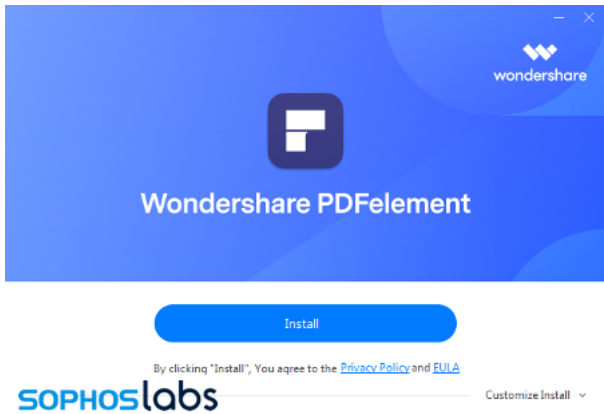 wondershare
Wondershare PDFelement
Install
By clicking "Install", You agree to the Privacy Policy and EULA
SOPHOSlabs
Customize Install